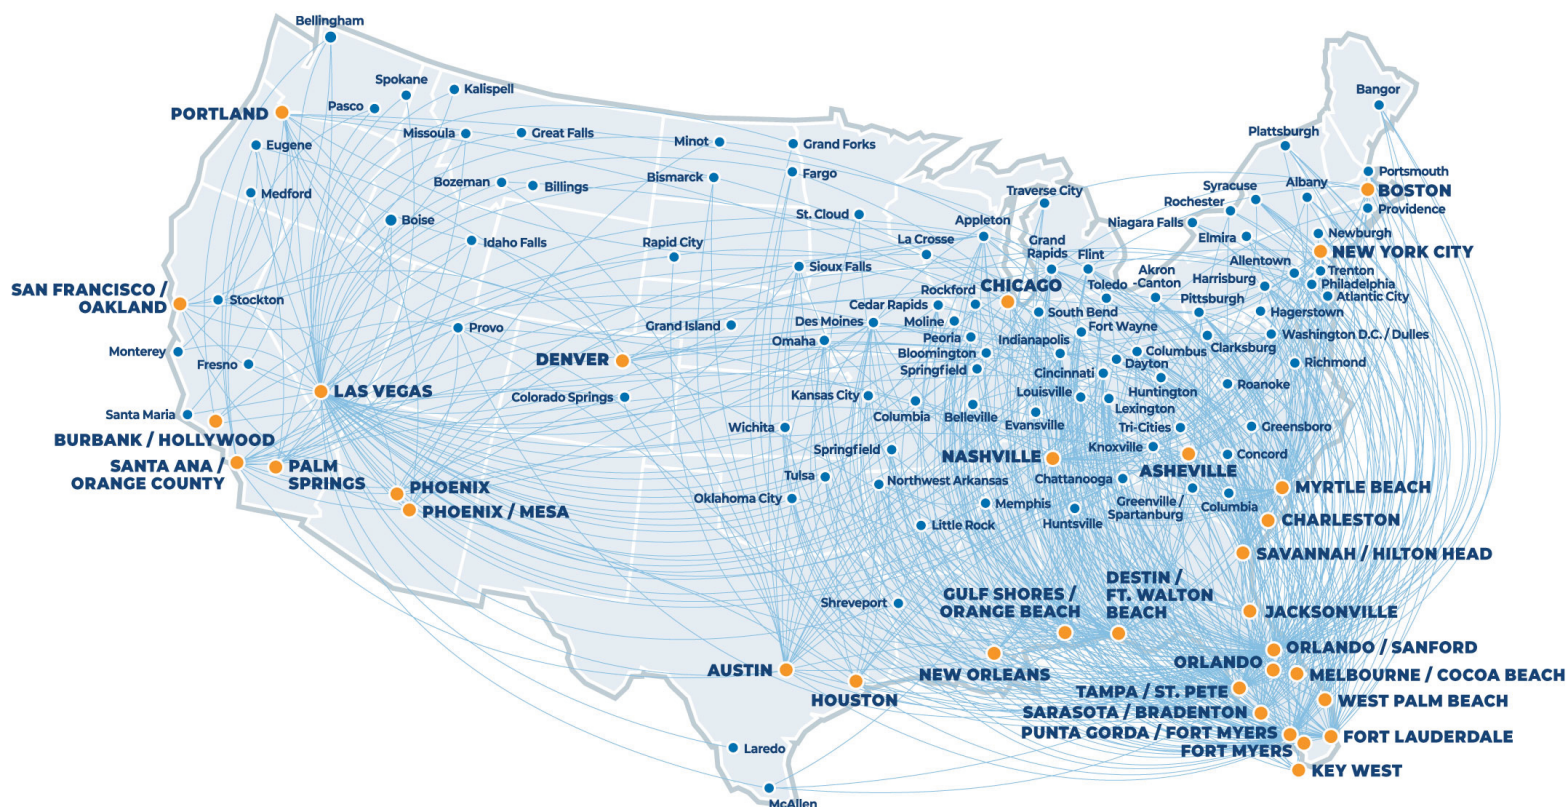 Bellingham
Spokane
Kalispell
Pasco
PORTLAND
Missoula
Great Falls
Eugene
Minot
Grand Forks
Bozeman
Billings
Bismarck
Fargo
Medford
Boise
St. Cloud
Idaho Falls
Rapid City
Sioux Falls
SAN FRANCISCO /
OAKLAND
Stockton
Provo
Grand Island
Monterey
Fresno
DENVER
LAS VEGAS
Colorado Springs
Santa Maria
BURBANK / HOLLYWOOD
SANTA ANA /
ORANGE COUNTY
PALM
SPRINGS
PHOENIX
PHOENIX / MESA
Bangor
Plattsburgh
Portsmouth
BOSTON
Providence
Albany
Syracuse
Rochester
Niagara Falls
Elmira
Newburgh
NEW YORK CITY
Allentown
Trenton
Philadelphia
Atlantic City
Harrisburg
Hagerstown
Pittsburgh
Akron
-Canton
Washington D.C. / Dulles
Clarksburg
Richmond
Traverse City
Appleton
La Crosse
Grand
Rapids
Flint
Toledo
CHICAGO
Rockford
Cedar Rapids
Moline
Des Moines
Omaha
Peoria
Bloomington
Springfield
South Bend
Fort Wayne
Indianapolis
Columbus
Dayton
Cincinnati
Huntington
Roanoke
Louisville
Lexington
Kansas City
Columbia
Belleville
Evansville
Tri-Cities
Greensboro
Wichita
Springfield
NASHVILLE
Knoxville
ASHEVILLE
Concord
Tulsa
Northwest Arkansas
Chattanooga
MYRTLE BEACH
Oklahoma City
Memphis
Huntsville
Greenville /
Spartanburg
Columbia
Little Rock
CHARLESTON
SAVANNAH / HILTON HEAD
Shreveport
GULF SHORES /
ORANGE BEACH
DESTIN /
FT. WALTON
BEACH
JACKSONVILLE
ORLANDO / SANFORD
ORLANDO
MELBOURNE / COCOA BEACH
AUSTIN
HOUSTON
NEW ORLEANS
TAMPA / ST. PETE
WEST PALM BEACH
SARASOTA / BRADENTON
PUNTA GORDA / FORT MYERS
FORT LAUDERDALE
FORT MYERS
KEY WEST
Laredo
McAllen